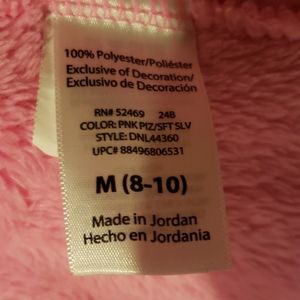 100% Polyester/Poliéster
Exclusive of Decoration/
Exclusivo de Decoración
RN# 52469 24B
COLOR: PNK PIZ/SFT SLV
STYLE: DNL44360
UPC# 88496806531
M (8-10)
Made in Jordan
Hecho en Jordania